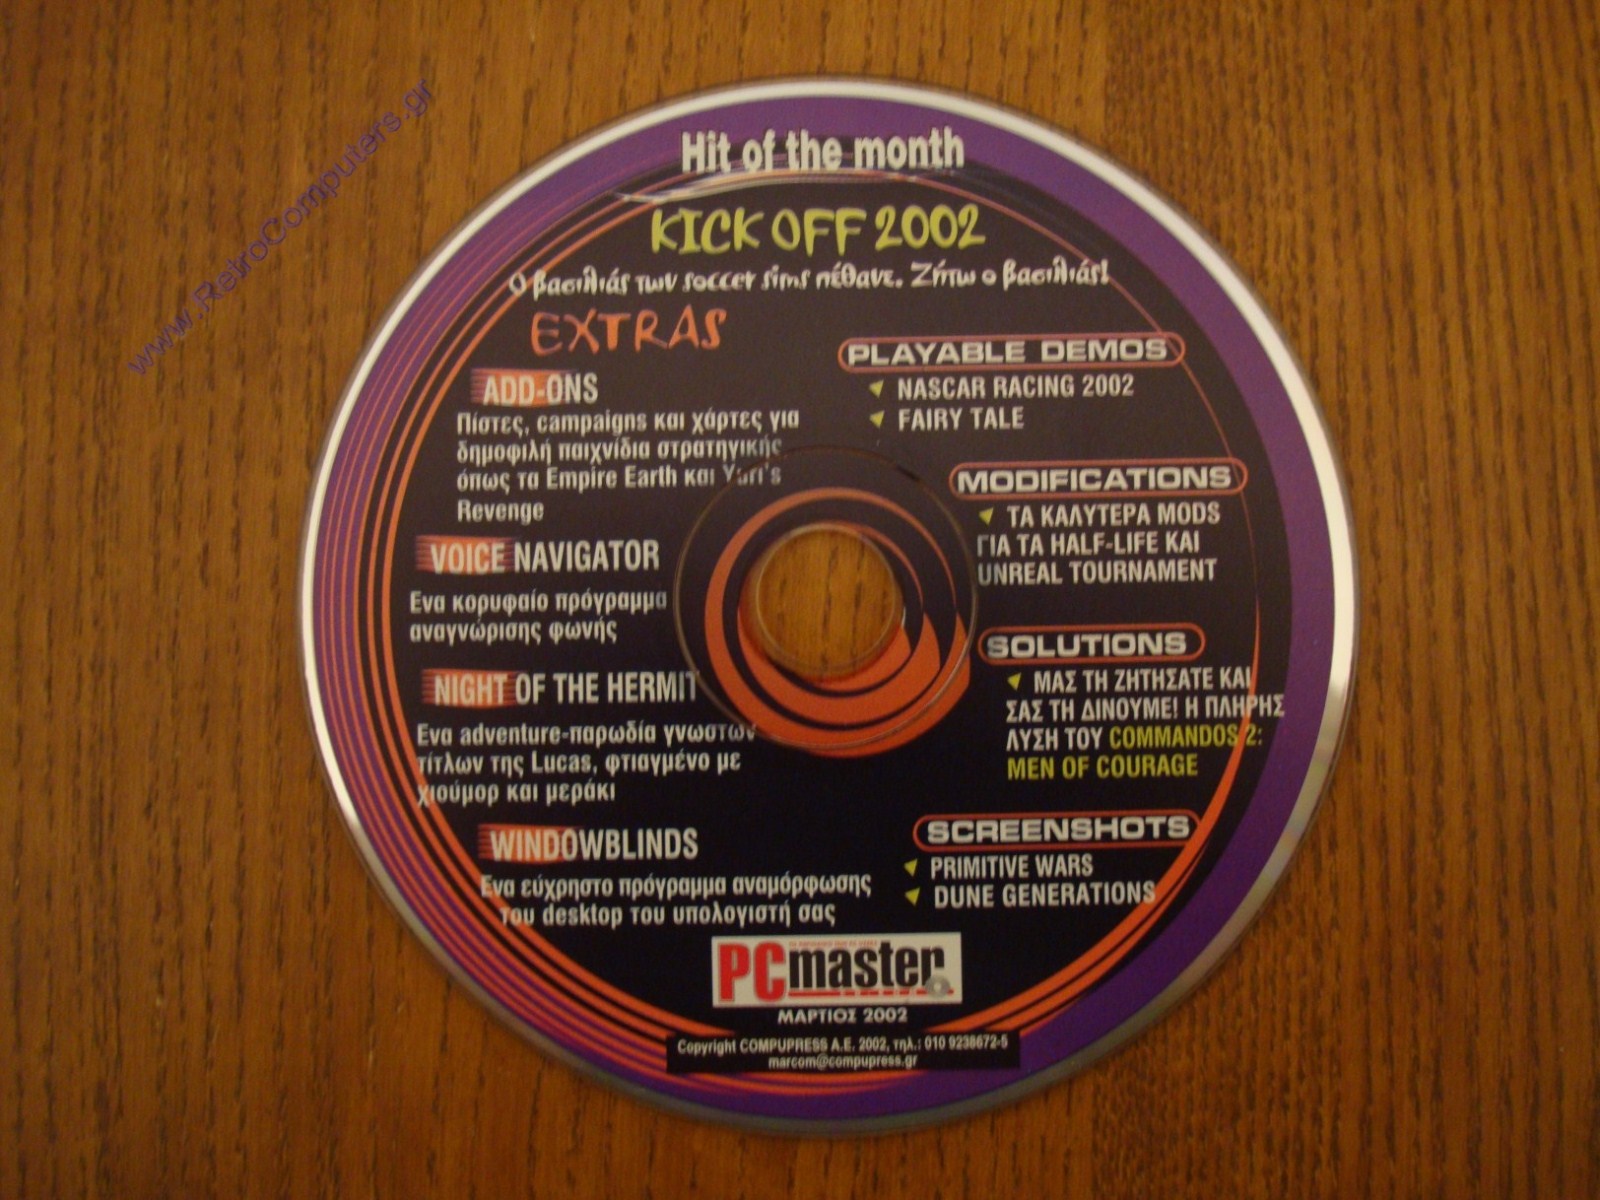 www.RetroComputers.gr
Hit of the month
KICK OFF 2002
Ο βασιλιάς των soccer sims πέθανε. Ζήτω ο βασιλιάς!
EXTRAS
ADD-ONS
Πίστες, campaigns και χάρτες για
δημοφιλή παιχνίδια στρατηγικής
όπως τα Empire Earth και Yuri's
Revenge
VOICE NAVIGATOR
Ενα κορυφαίο πρόγραμμα
αναγνώρισης φωνής
NIGHT OF THE HERMIT
Ενα adventure-παρωδία γνωστών
τίτλων της Lucas, φτιαγμένο με
χιούμορ και μεράκι
WINDOWBLINDS
Ενα εύχρηστο πρόγραμμα αναμόρφωσης
του desktop του υπολογιστή σας
PLAYABLE DEMOS
NASCAR RACING 2002
FAIRY TALE
MODIFICATIONS
ΤΑ ΚΑΛΥΤΕΡΑ MODS
ΓΙΑ ΤΑ HALF-LIFE ΚΑΙ
UNREAL TOURNAMENT
SOLUTIONS
ΜΑΣ ΤΗ ΖΗΤΗΣΑΤΕ ΚΑΙ
ΣΑΣ ΤΗ ΔΙΝΟΥΜΕ! Η ΠΛΗΡΗΣ
ΛΥΣΗ ΤΟΥ COMMANDOS 2:
MEN OF COURAGE
SCREENSHOTS
PRIMITIVE WARS
DUNE GENERATIONS
PC master
ΜΑΡΤΙΟΣ 2002
Copyright COMPUPRESS A.E. 2002, τηλ.: 010 9238672-5
marcom@compupress.gr